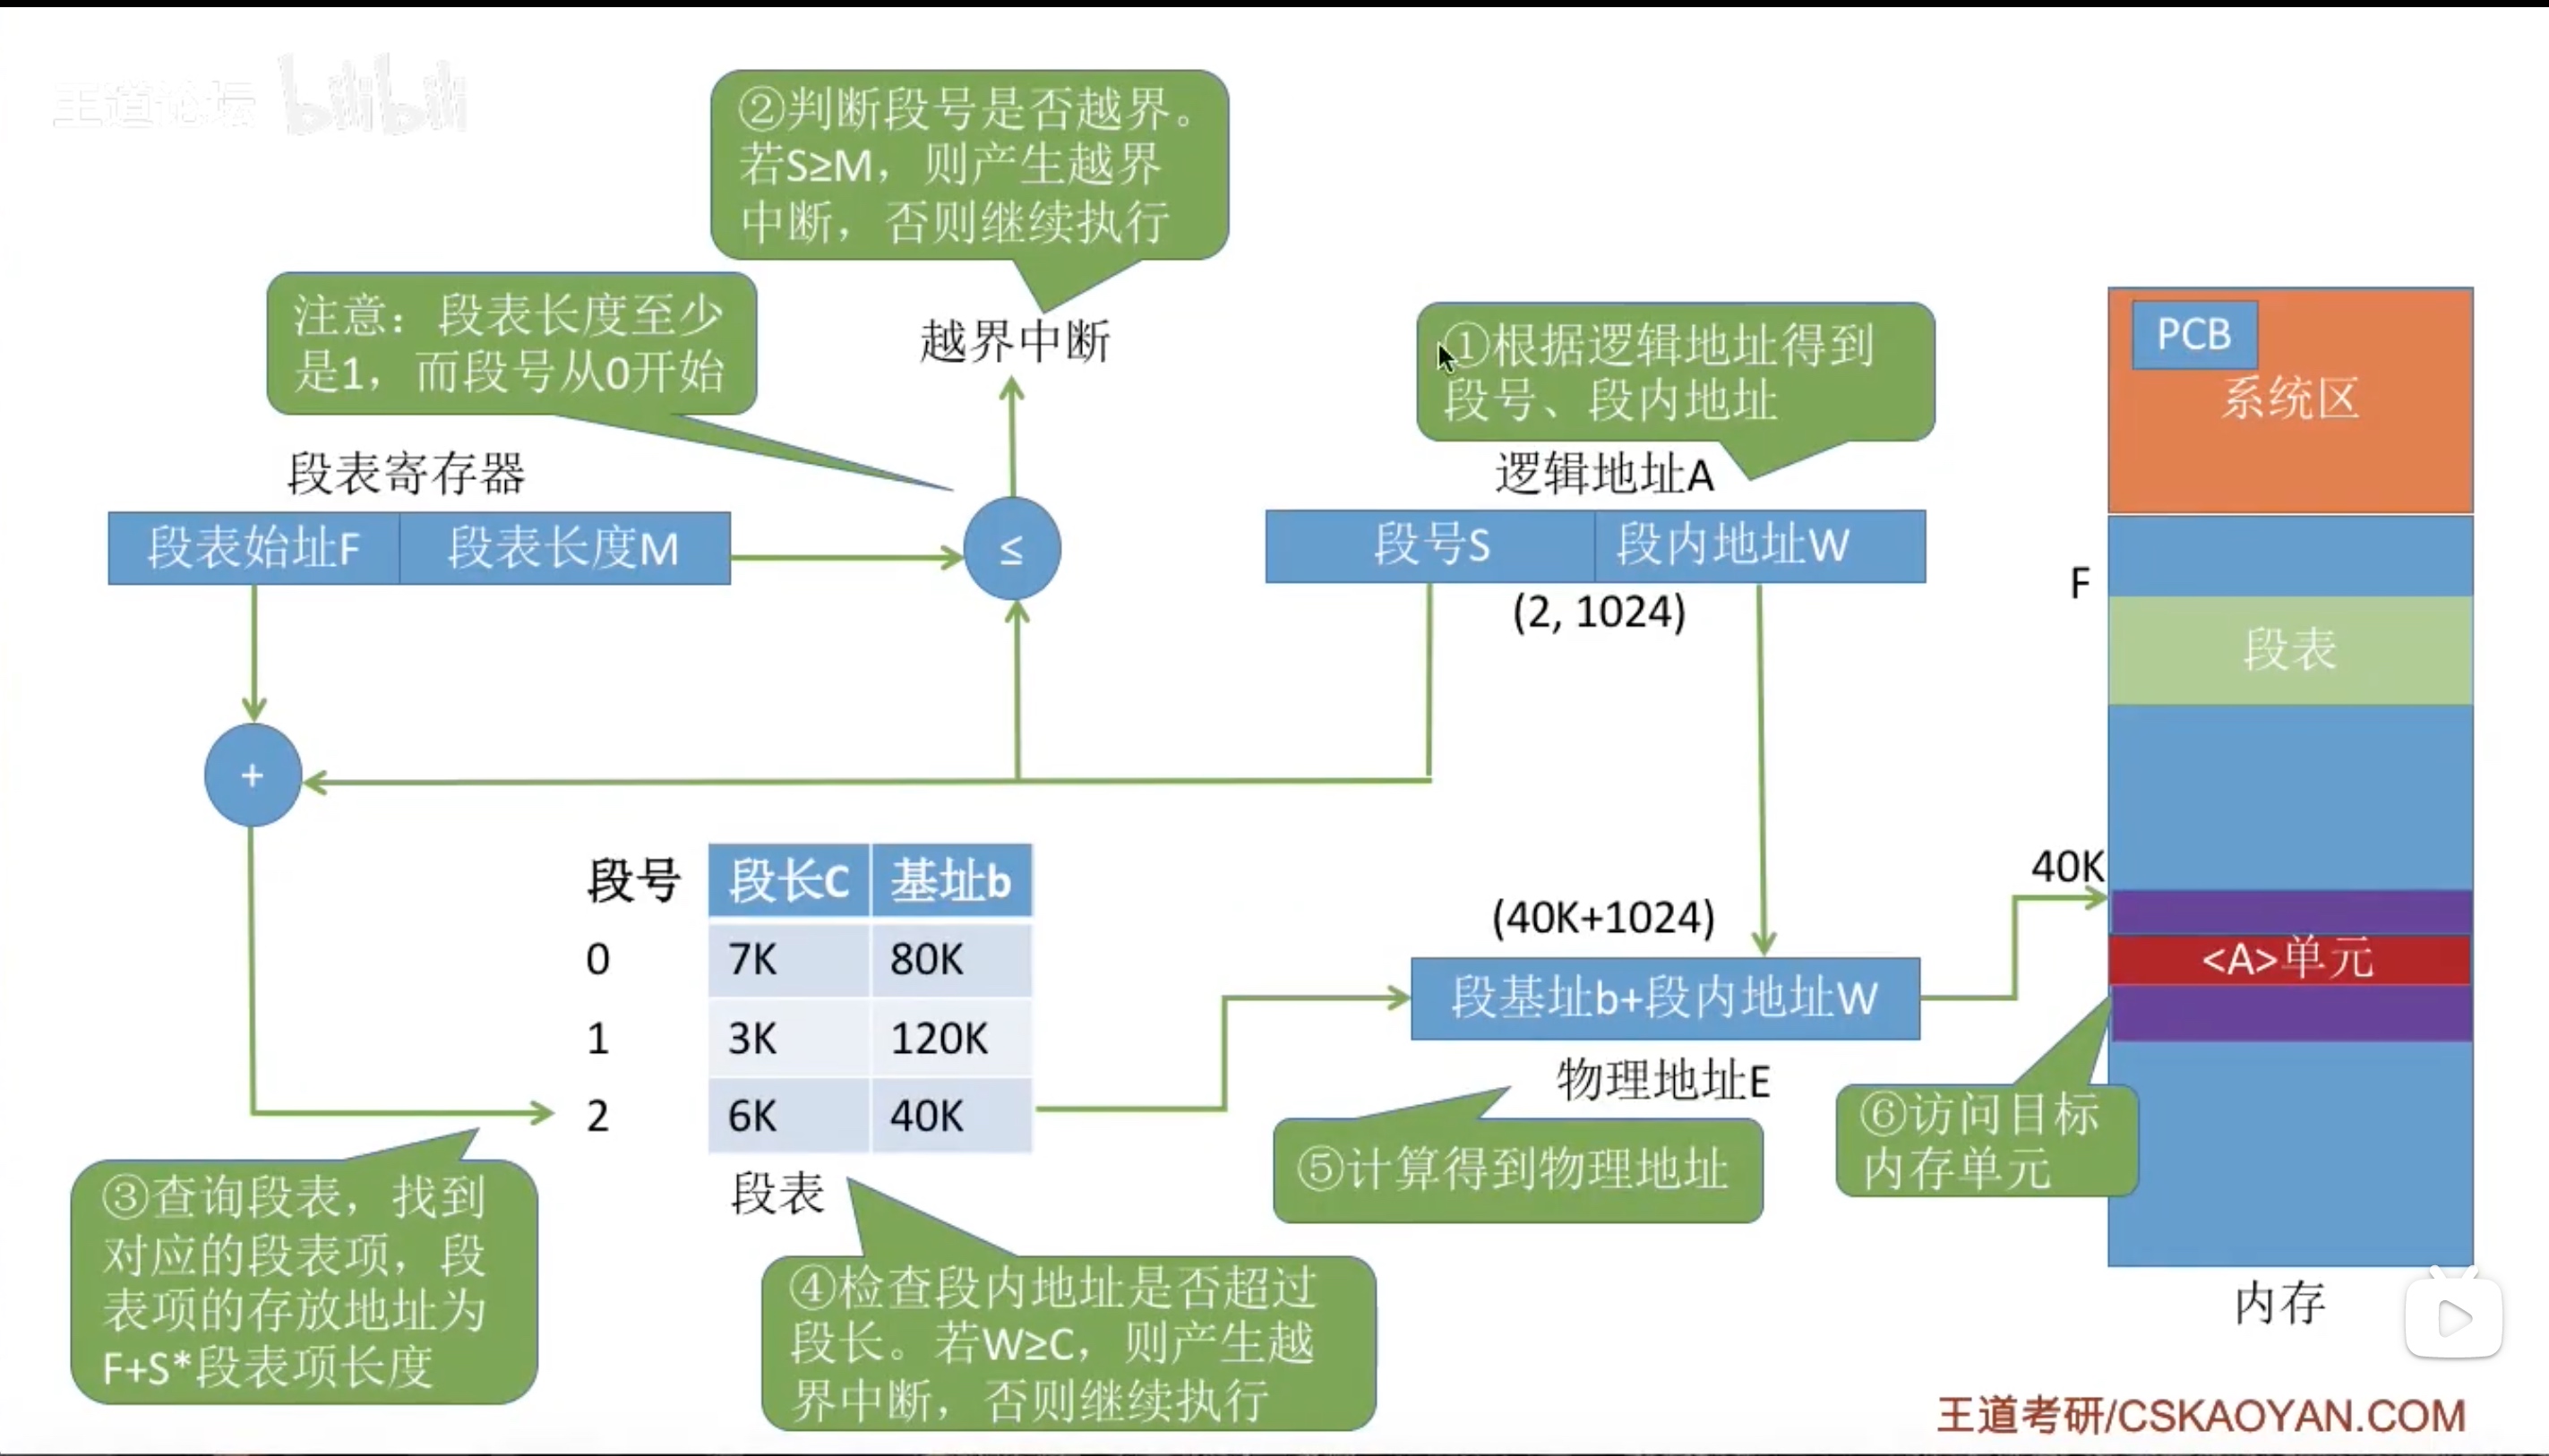 王道论坛 bilibili
②判断段号是否越界。
若S≥M，则产生越界
中断，否则继续执行
注意：段表长度至少
是1，而段号从0开始
越界中断
①根据逻辑地址得到
段号、段内地址
PCB
系统区
段表寄存器
逻辑地址A
段表始址F 段表长度M
≤
段号S 段内地址W
(2, 1024)
F
段表
+
段号 段长C 基址b
0 7K 80K
1 3K 120K
2 6K 40K
段表
(40K+1024)
段基址b+段内地址W
物理地址E
40K
<A>单元
③查询段表，找到
对应的段表项，段
表项的存放地址为
F+S*段表项长度
④检查段内地址是否超过
段长。若W≥C，则产生越
界中断，否则继续执行
⑤计算得到物理地址
⑥访问目标
内存单元
内存
王道考研/CSKAOYAN.COM